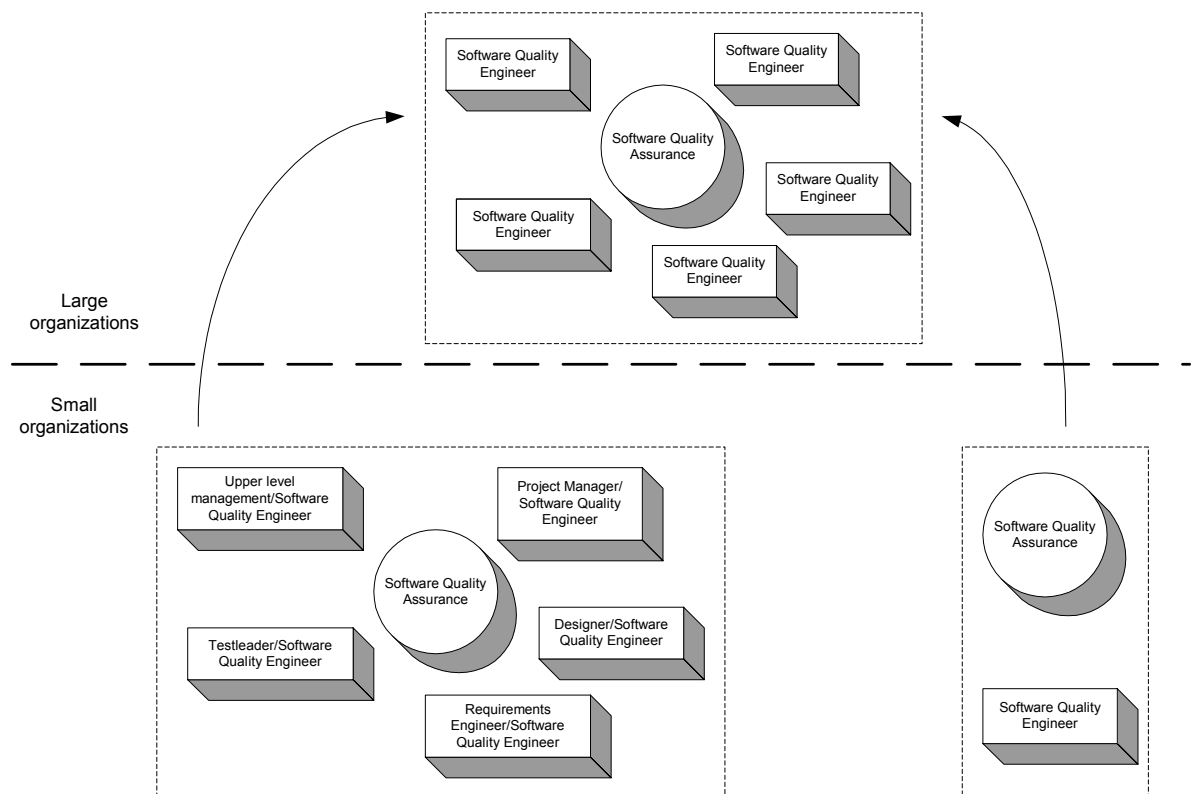 Software Quality
Engineer
Software Quality
Engineer
Software Quality
Assurance
Software Quality
Engineer
Software Quality
Engineer
Software Quality
Engineer
Large
organizations
Small
organizations
Upper level
management/Software
Quality Engineer
Project Manager/
Software Quality
Engineer
Software Quality
Assurance
Testleader/Software
Quality Engineer
Designer/Software
Quality Engineer
Requirements
Engineer/Software
Quality Engineer
Software Quality
Assurance
Software Quality
Engineer